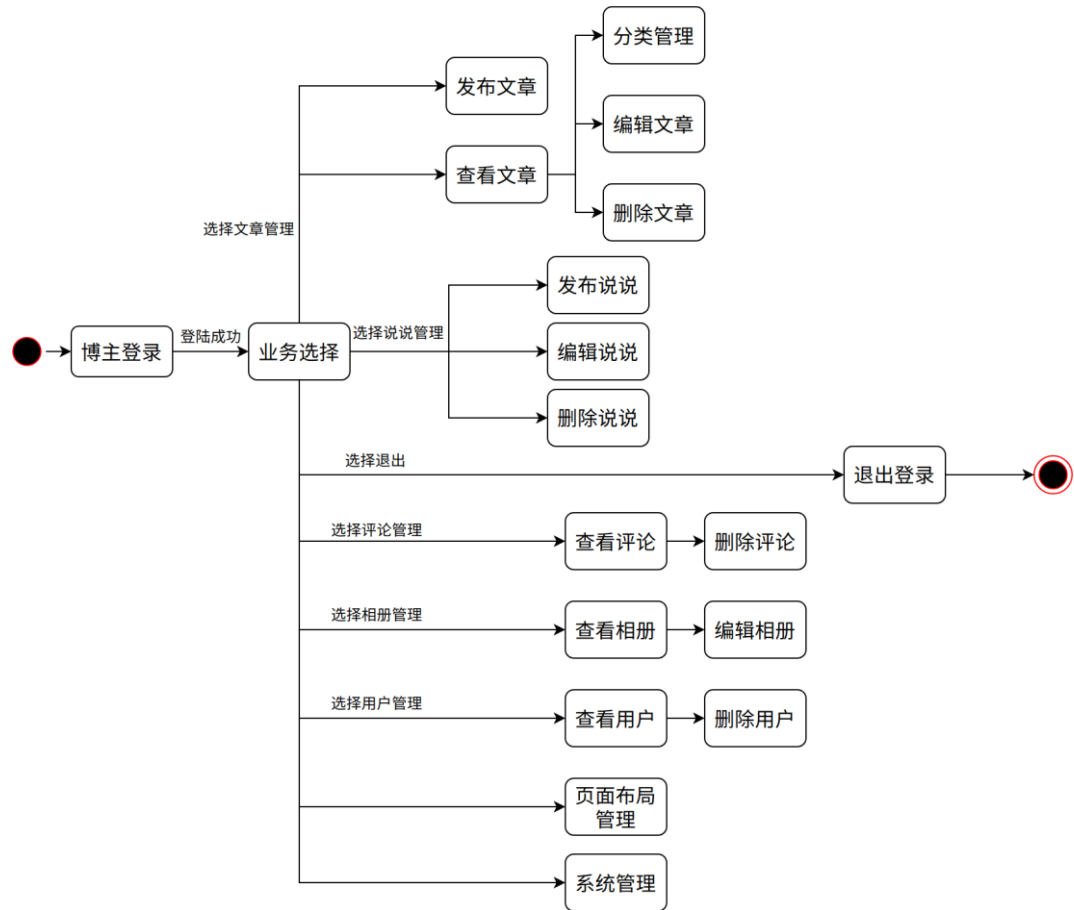 分类管理
发布文章
编辑文章
查看文章
删除文章
选择文章管理
发布说说
博主登录
登陆成功
业务选择
选择说说管理
编辑说说
删除说说
选择退出
退出登录
选择评论管理
查看评论
删除评论
选择相册管理
查看相册
编辑相册
选择用户管理
查看用户
删除用户
页面布局
管理
系统管理